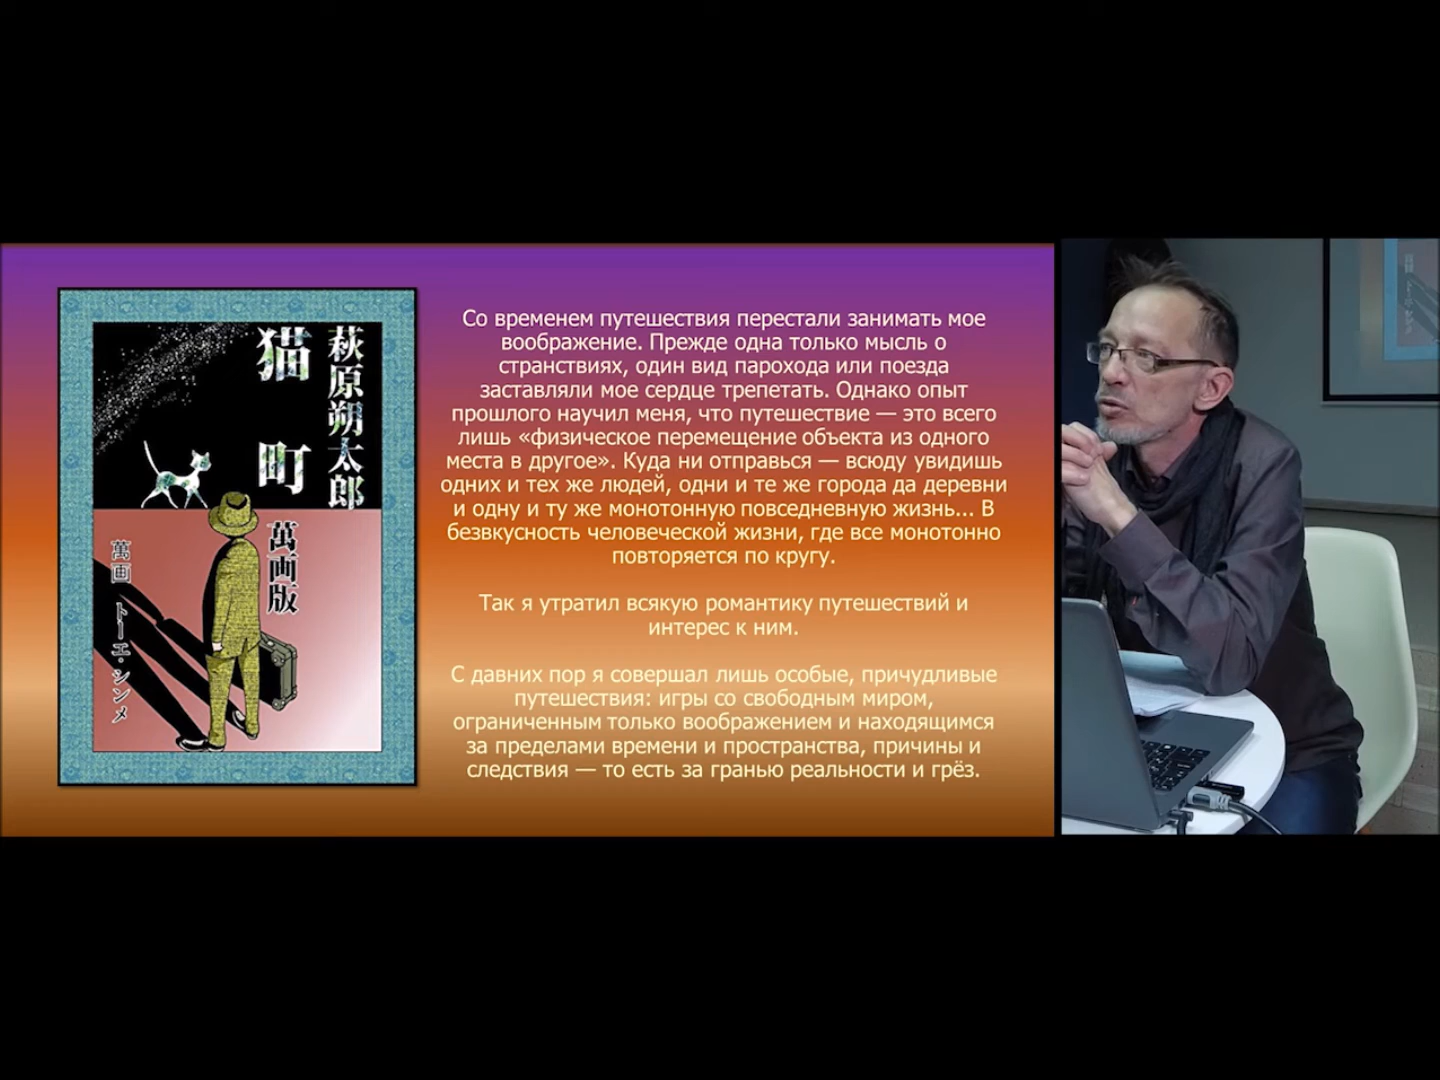 萩原朔太郎
猫町
萬画版
萬画 トーエ・シンメ
Со временем путешествия перестали занимать мое
воображение. Прежде одна только мысль о
странствиях, один вид парохода или поезда
заставляли мое сердце трепетать. Однако опыт
прошлого научил меня, что путешествие — это всего
лишь «физическое перемещение объекта из одного
места в другое». Куда ни отправься — всюду увидишь
одних и тех же людей, одни и те же города да деревни
и одну и ту же монотонную повседневную жизнь... В
безвкусность человеческой жизни, где все монотонно
повторяется по кругу.
Так я утратил всякую романтику путешествий и
интерес к ним.
С давних пор я совершал лишь особые, причудливые
путешествия: игры со свободным миром,
ограниченным только воображением и находящимся
за пределами времени и пространства, причины и
следствия — то есть за гранью реальности и грёз.